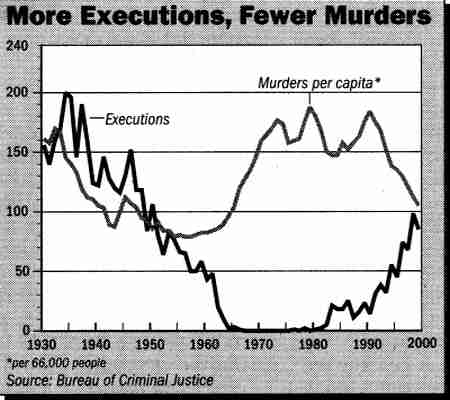 More Executions, Fewer Murders
240
Murders per capita*
200
Executions
150
100
50
0
1930 1940 1950 1960 1970 1980 1990 2000
*per 66,000 people
Source: Bureau of Criminal Justice